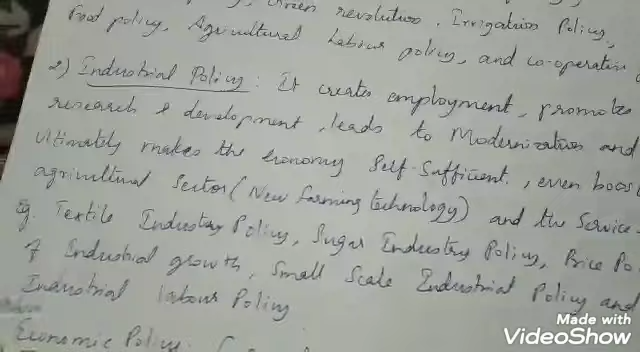 Green revolution, Irrigation Policy,
Food policy, Agricultural Labour policy, and co-operative
2) Industrial Policy: It creates employment, promotes
research & development, leads to Modernization and
ultimately makes the economy Self-Sufficient, even boost
agricultural Sector (New farming technology) and the Service
eg. Textile Industry Policy, Sugar Industry Policy, Price Po
of Industrial growth, Small Scale Industrial Policy and
Industrial labour Policy
Economic Policy:
Made with
VideoShow